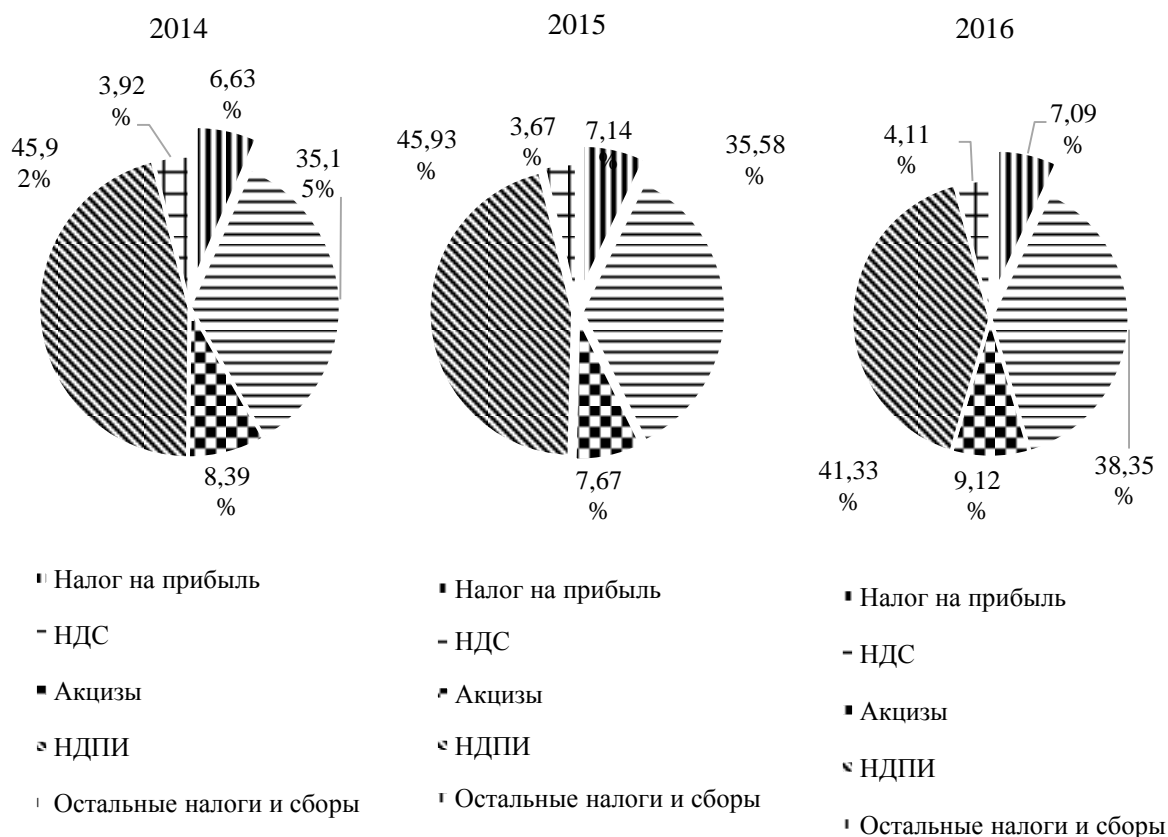 2014
3,92
%
6,63
%
45,9
2%
35,1
5%
8,39
%
Налог на прибыль
НДС
Акцизы
НДПИ
Остальные налоги и сборы
2015
45,93
%
3,67
%
7,14
%
35,58
%
7,67
%
Налог на прибыль
НДС
Акцизы
НДПИ
Остальные налоги и сборы
2016
4,11
%
7,09
%
41,33
%
9,12
%
38,35
%
Налог на прибыль
НДС
Акцизы
НДПИ
Остальные налоги и сборы